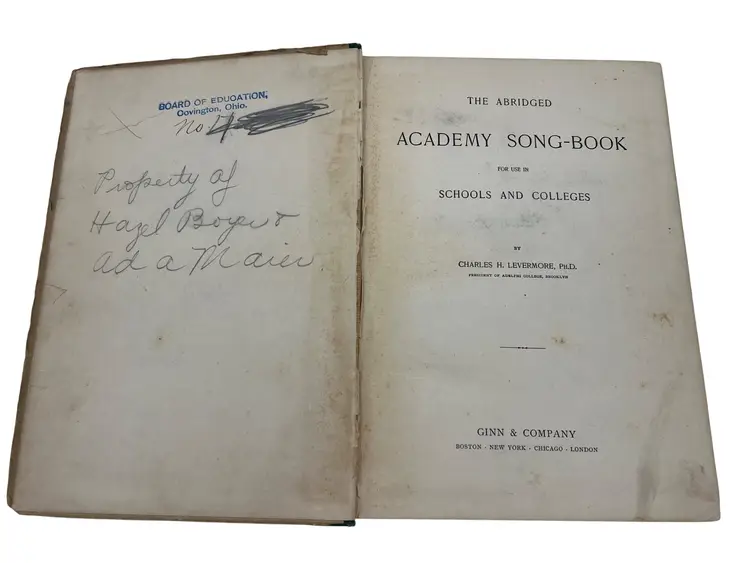 BOARD OF EDUCATION,
Covington, Ohio.
No
Property of
Hazel Boyer &
Ada Maier
THE ABRIDGED
ACADEMY SONG-BOOK
FOR USE IN
SCHOOLS AND COLLEGES
BY
CHARLES H. LEVERMORE, PH.D.
PRESIDENT OF ADELPHI COLLEGE, BROOKLYN
GINN & COMPANY
BOSTON · NEW YORK · CHICAGO · LONDON